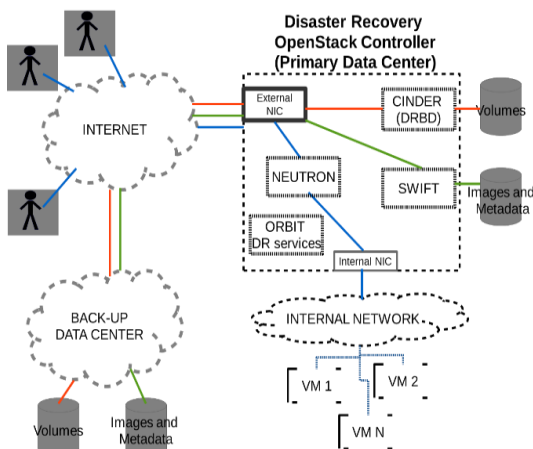 Disaster Recovery
OpenStack Controller
(Primary Data Center)
External
NIC
CINDER
(DRBD)
Volumes
INTERNET
NEUTRON
SWIFT
Images and
Metadata
ORBIT
DR services
Internal NIC
BACK-UP
DATA CENTER
INTERNAL NETWORK
VM 1
VM 2
VM N
Volumes
Images and
Metadata